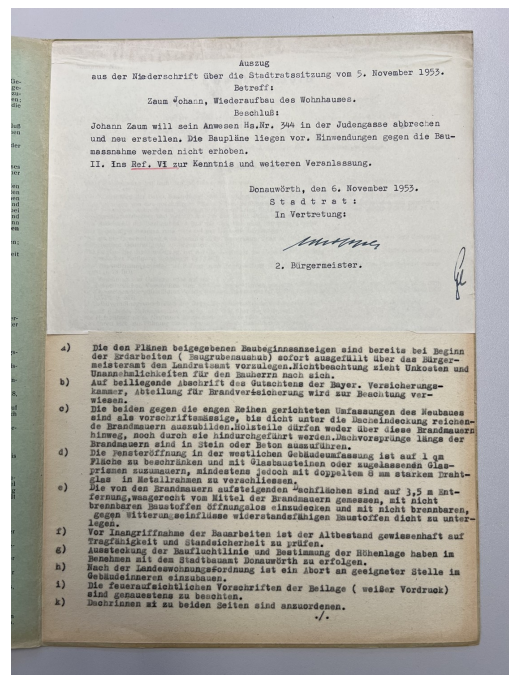 Auszug
aus der Niederschrift über die Stadtratssitzung vom 5. November 1953.
Betreff:
Zaum Johann, Wiederaufbau des Wohnhauses.
Beschluß:
Johann Zaum will sein Anwesen Hs.Nr. 344 in der Judengasse abbrechen
und neu erstellen. Die Baupläne liegen vor. Einwendungen gegen die Bau-
massnahme werden nicht erhoben.
II. Ins Ref. VI zur Kenntnis und weiteren Veranlassung.
Donauwörth, den 6. November 1953.
S t a d t r a t :
In Vertretung:
2. Bürgermeister.
a) Die den Plänen beigegebenen Baubeginnsanzeigen sind bereits bei Beginn
der Erdarbeiten ( Baugrubenaushub) sofort ausgefüllt über das Bürger-
meisteramt dem Landratsamt vorzulegen.Nichtbeachtung zieht Unkosten und
Unannehmlichkeiten für den Bauherrn nach sich.
b) Auf beiliegende Abschrift des Gutachtens der Bayer. Versicherungs-
kammer, Abteilung für Brandversicherung wird zur Beachtung ver-
wiesen.
c) Die beiden gegen die engen Reihen gerichteten Umfassungen des Neubaues
sind als vorschriftsmässige, bis dicht unter die Dacheindeckung reichen-
de Brandmauern auszubilden.Holzteile dürfen weder über diese Brandmauern
hinweg, noch durch sie hindurchgeführt werden.Dachvorsprünge längs der
Brandmauern sind in Stein oder Beton auszuführen.
d) Die Fensteröffnung in der westlichen Gebäudeumfassung ist auf 1 qm
Fläche zu beschränken und mit Glasbausteinen oder zugelassenen Glas-
prismen zuzumauern, mindestens jedoch mit doppeltem 8 mm starkem Draht-
glas in Metallrahmen zu verschliessen.
e) Die von den Brandmauern aufsteigenden Dachflächen sind auf 3,5 m Ent-
fernung,waagerecht vom Mittel der Brandmauern gemessen, mit nicht
brennbaren Baustoffen öffnungslos einzudecken und mit nicht brennbaren,
gegen Witterungseinflüsse widerstandsfähigen Baustoffen dicht zu unter-
legen.
f) Vor Inangriffnahme der Bauarbeiten ist der Altbestand gewissenhaft auf
Tragfähigkeit und Standsicherheit zu prüfen.
g) Aussteckung der Baufluchtlinie und Bestimmung der Höhenlage haben im
Benehmen mit dem Stadtbauamt Donauwörth zu erfolgen.
h) Nach der Landeswohnungsfordnung ist ein Abort an geeigneter Stelle im
Gebäudeinneren einzubauen.
i) Die feueraufsichtlichen Vorschriften der Beilage ( weißer Vordruck)
sind genauestens zu beachten.
k) Dachrinnen zu beiden Seiten sind anzuordnen.
./.